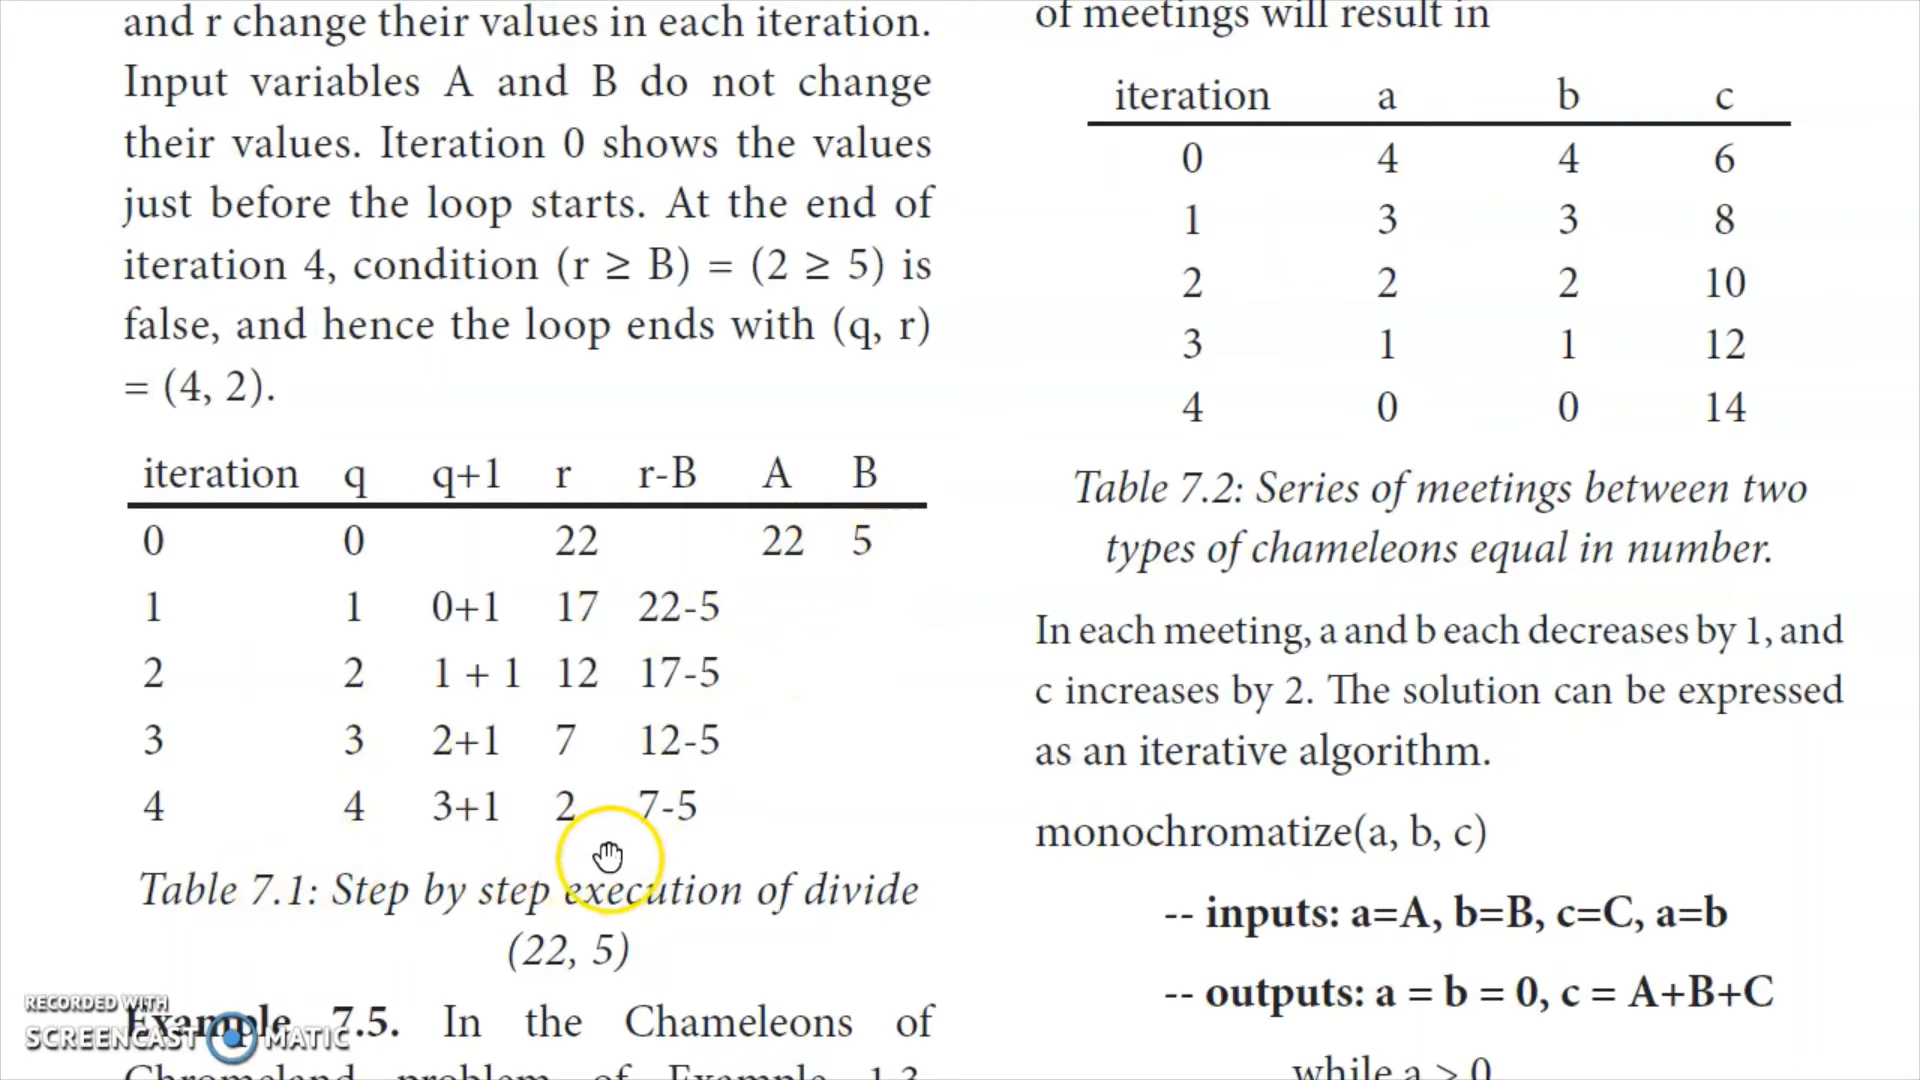 and r change their values in each iteration.
Input variables A and B do not change
their values. Iteration 0 shows the values
just before the loop starts. At the end of
iteration 4, condition (r ≥ B) = (2 ≥ 5) is
false, and hence the loop ends with (q, r)
= (4, 2).
iteration q q+1 r r-B A B
0 0 22 22 5
1 1 0+1 17 22-5
2 2 1 + 1 12 17-5
3 3 2+1 7 12-5
4 4 3+1 2 7-5
Table 7.1: Step by step execution of divide
(22, 5)
Example 7.5. In the Chameleons of
Chromeland problem of Example 1.3,
of meetings will result in
iteration a b c
0 4 4 6
1 3 3 8
2 2 2 10
3 1 1 12
4 0 0 14
Table 7.2: Series of meetings between two
types of chameleons equal in number.
In each meeting, a and b each decreases by 1, and
c increases by 2. The solution can be expressed
as an iterative algorithm.
monochromatize(a, b, c)
-- inputs: a=A, b=B, c=C, a=b
-- outputs: a = b = 0, c = A+B+C
while a > 0
RECORDED WITH
SCREENCAST MATIC